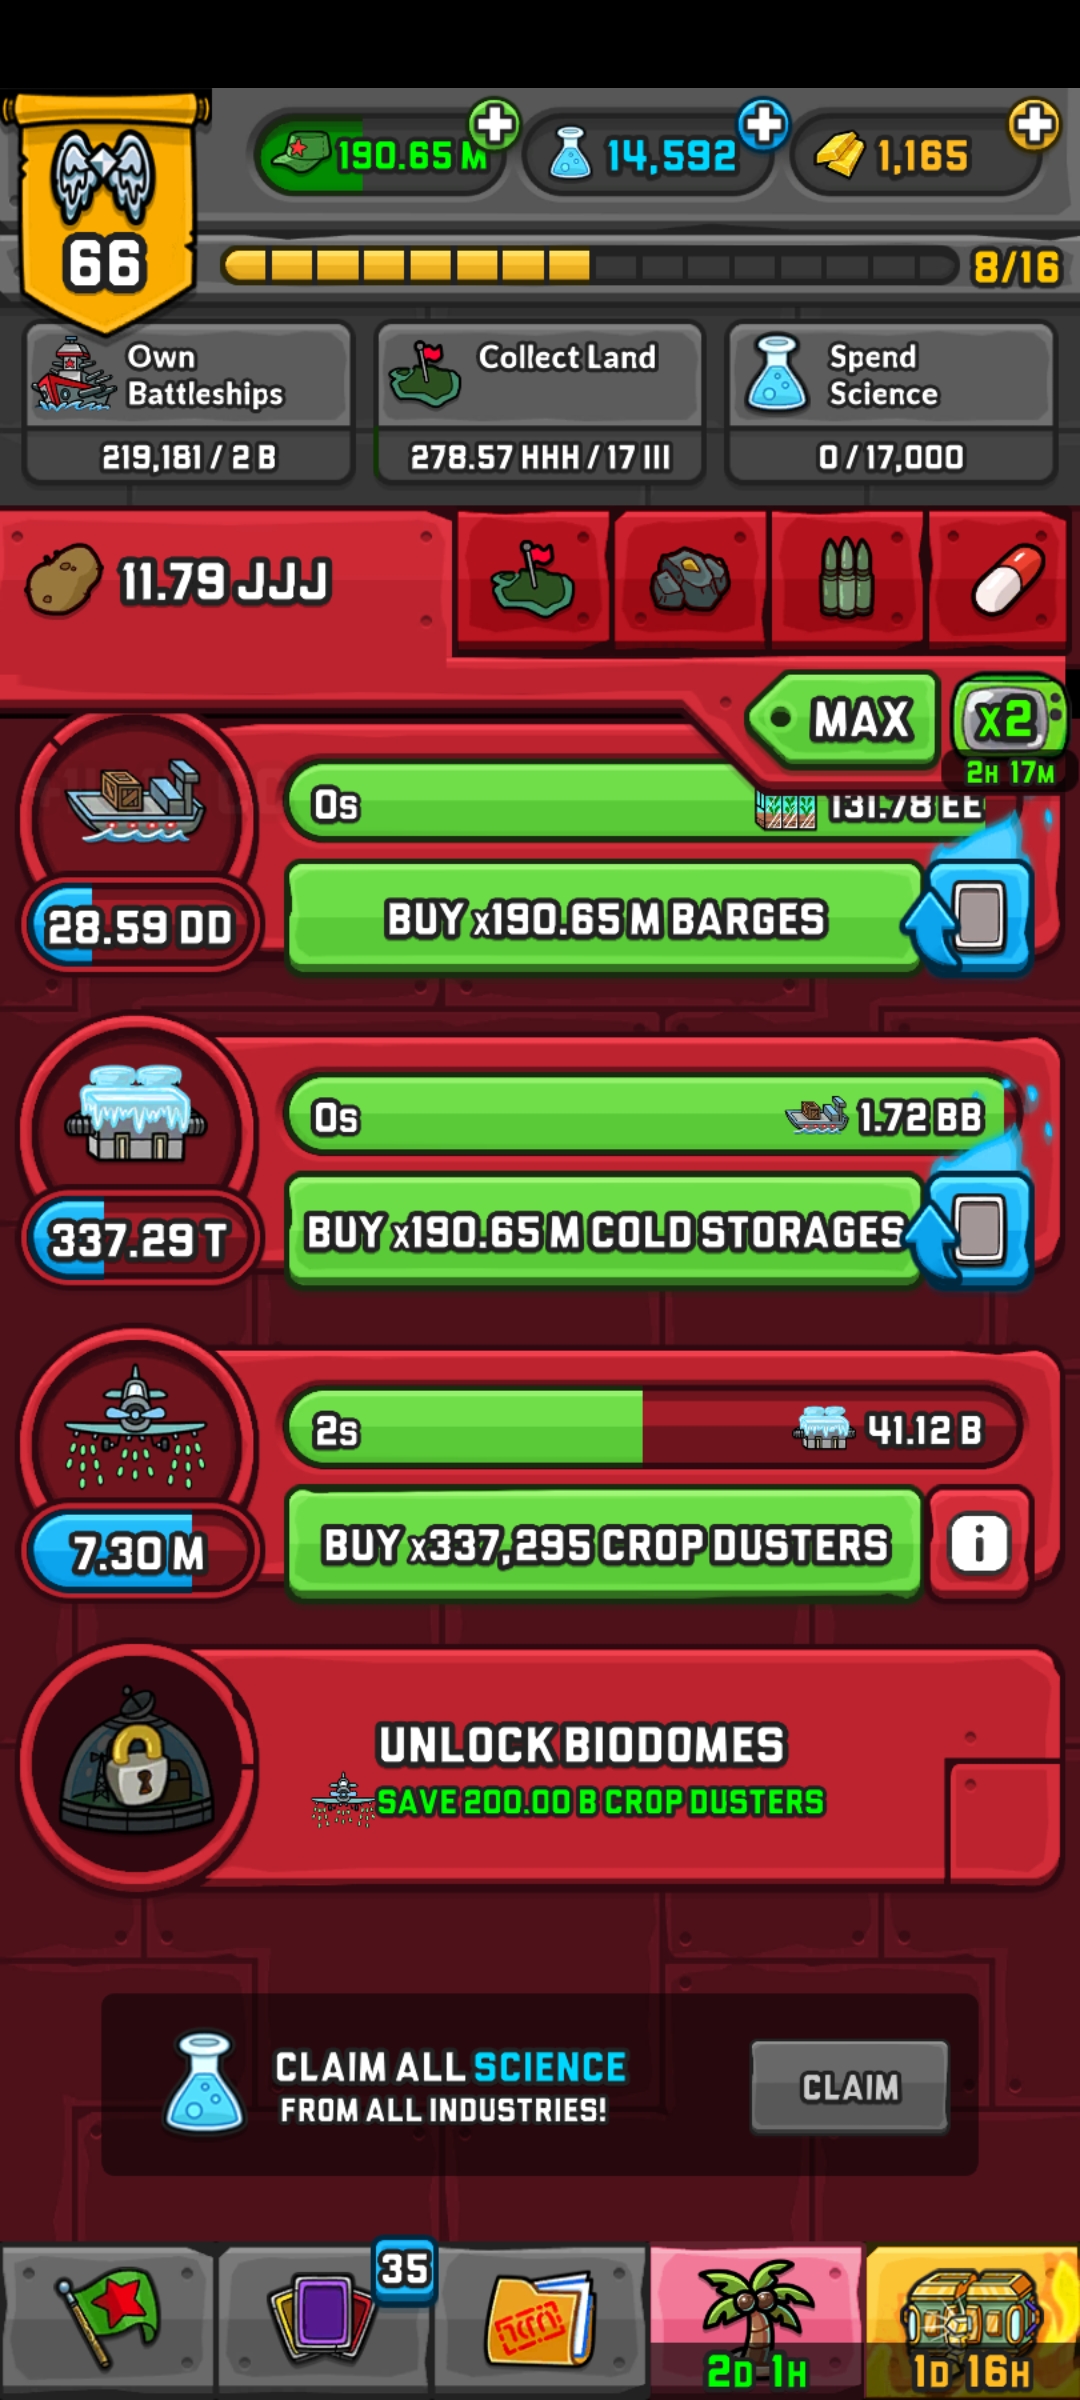 190.65 M
14,592
1,165
66
8/16
Own
Battleships
219,181 / 2 B
Collect Land
278.57 HHH / 17 III
Spend
Science
0 / 17,000
11.79 JJJ
MAX
x2
2H 17M
0s
131.78 EE
28.59 DD
BUY x190.65 M BARGES
0s
1.72 BB
337.29 T
BUY x190.65 M COLD STORAGES
2s
41.12 B
7.30 M
BUY x337,295 CROP DUSTERS
i
UNLOCK BIODOMES
SAVE 200.00 B CROP DUSTERS
CLAIM ALL SCIENCE
FROM ALL INDUSTRIES!
CLAIM
35
2D 1H
1D 16H